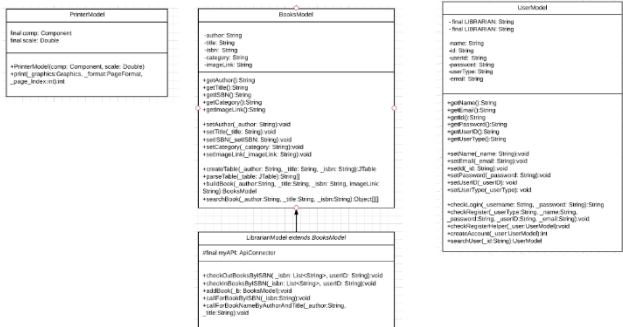 PrinterModel
final comp: Component
final scale: Double
+PrinterModel(comp: Component, scale: Double)
+print(_graphics:Graphics, _format:PageFormat,
_page_index:int):int
BooksModel
-author: String
-title: String
-isbn: String
-category: String
-imageLink: String
+getAuthor():String
+getTitle():String
+getISBN():String
+getCategory():String
+getImageLink():String
+setAuthor(_author: String):void
+setTitle(_title: String):void
+setISBN(_setISBN: String):void
+setCategory(_category: String):void
+setImageLink(_imageLink: String):void
+createTable(_author: String, _title: String, _isbn: String):JTable
+parseTable(_table: JTable):String[]
+buildBook(_author:String, _title:String, _isbn: String, imageLink:
String):BooksModel
+searchBook(_author:String, _title:String, _isbn:String):Object[][]
LibrarianModel extends BooksModel
#final myAPI: ApiConnector
+checkOutBooksByISBN(_isbn: List<String>, userID: String):void
+checkinBooksByISBN(_isbn: List<String>, userID: String):void
+addBook(_b: BooksModel):void
+callForBookByISBN(_isbn:String):void
+callForBookNameByAuthorAndTitle(_author:String,
_title:String):void
UserModel
- final LIBRARIAN: String
- final LIBRARIAN: String
-name: String
-id: String
-userId: String
-password: String
-userType: String
-email: String
+getName():String
+getEmail():String
+getId():String
+getPassword():String
+getUserID():String
+getUserType():String
+setName(_name: String):void
+setEmail(_email: String):void
+setId(_id: String):void
+setPassword(_password: String):void
+setUserID(_userID): void
+setUserType(_userType): void
+checkLogin(_username: String, _password: String):String
+checkRegister(_userType:String, _name:String,
_password:String, _userID:String, _email:String):void
+checkRegisterHelper(_user:UserModel):void
+createAccount(_user:UserModel):int
+searchUser(_id:String):UserModel